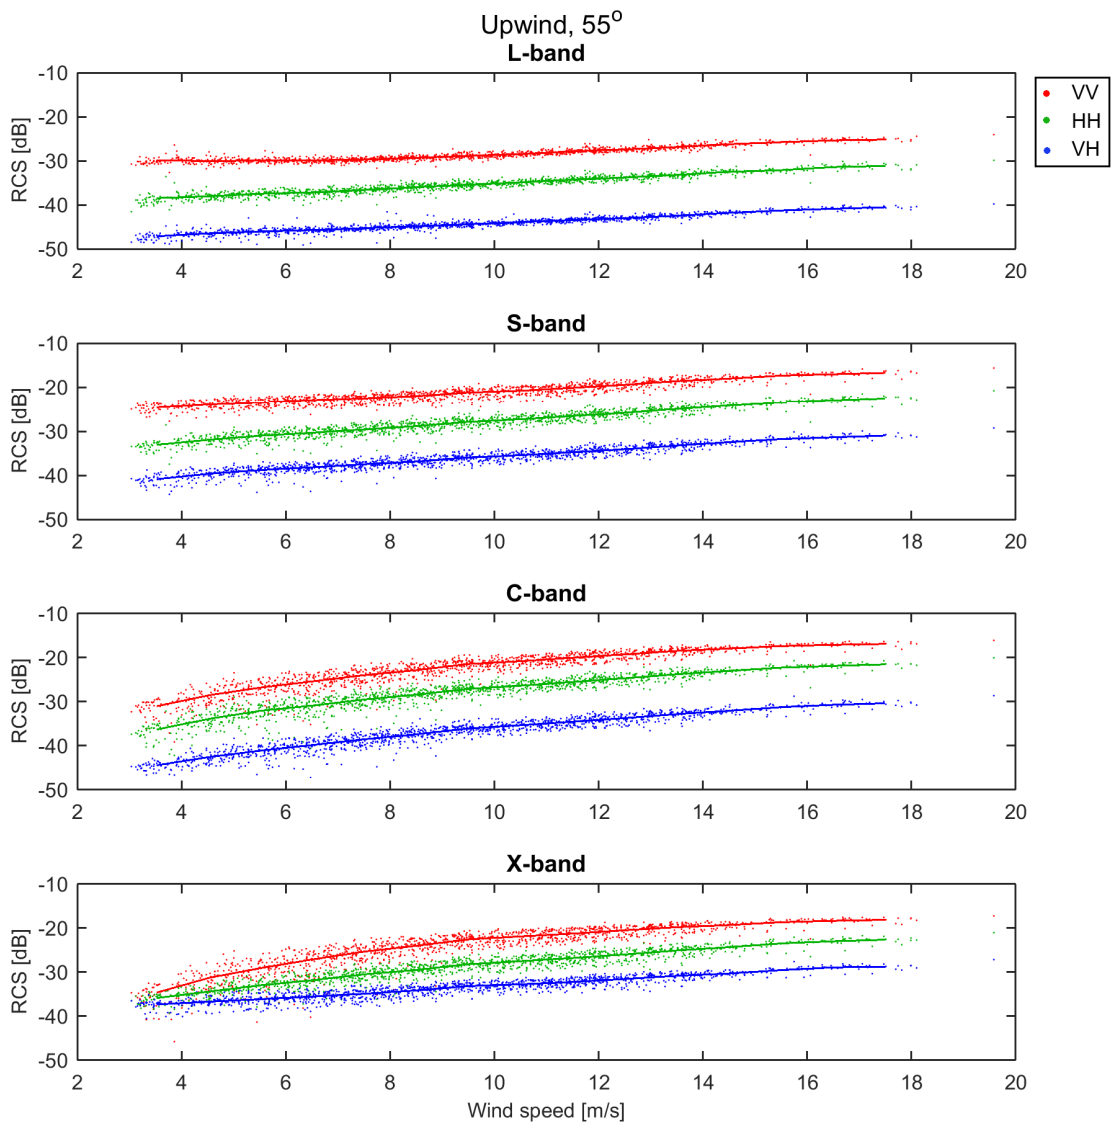 Upwind, 55°
L-band
-10
-20
-30
-40
-50
RCS [dB]
2 4 6 8 10 12 14 16 18 20
VV
HH
VH
S-band
-10
-20
-30
-40
-50
RCS [dB]
2 4 6 8 10 12 14 16 18 20
C-band
-10
-20
-30
-40
-50
RCS [dB]
2 4 6 8 10 12 14 16 18 20
X-band
-10
-20
-30
-40
-50
RCS [dB]
2 4 6 8 10 12 14 16 18 20
Wind speed [m/s]